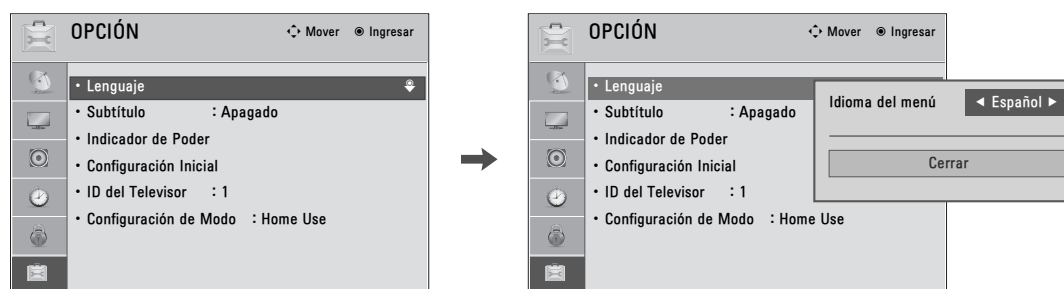 OPCIÓN
Mover Ingresar
• Lenguaje
• Subtítulo : Apagado
• Indicador de Poder
• Configuración Inicial
• ID del Televisor : 1
• Configuración de Modo : Home Use
OPCIÓN
Mover Ingresar
• Lenguaje
• Subtítulo : Apagado
• Indicador de Poder
• Configuración Inicial
• ID del Televisor : 1
• Configuración de Modo : Home Use
Idioma del menú ◄ Español ►
Cerrar